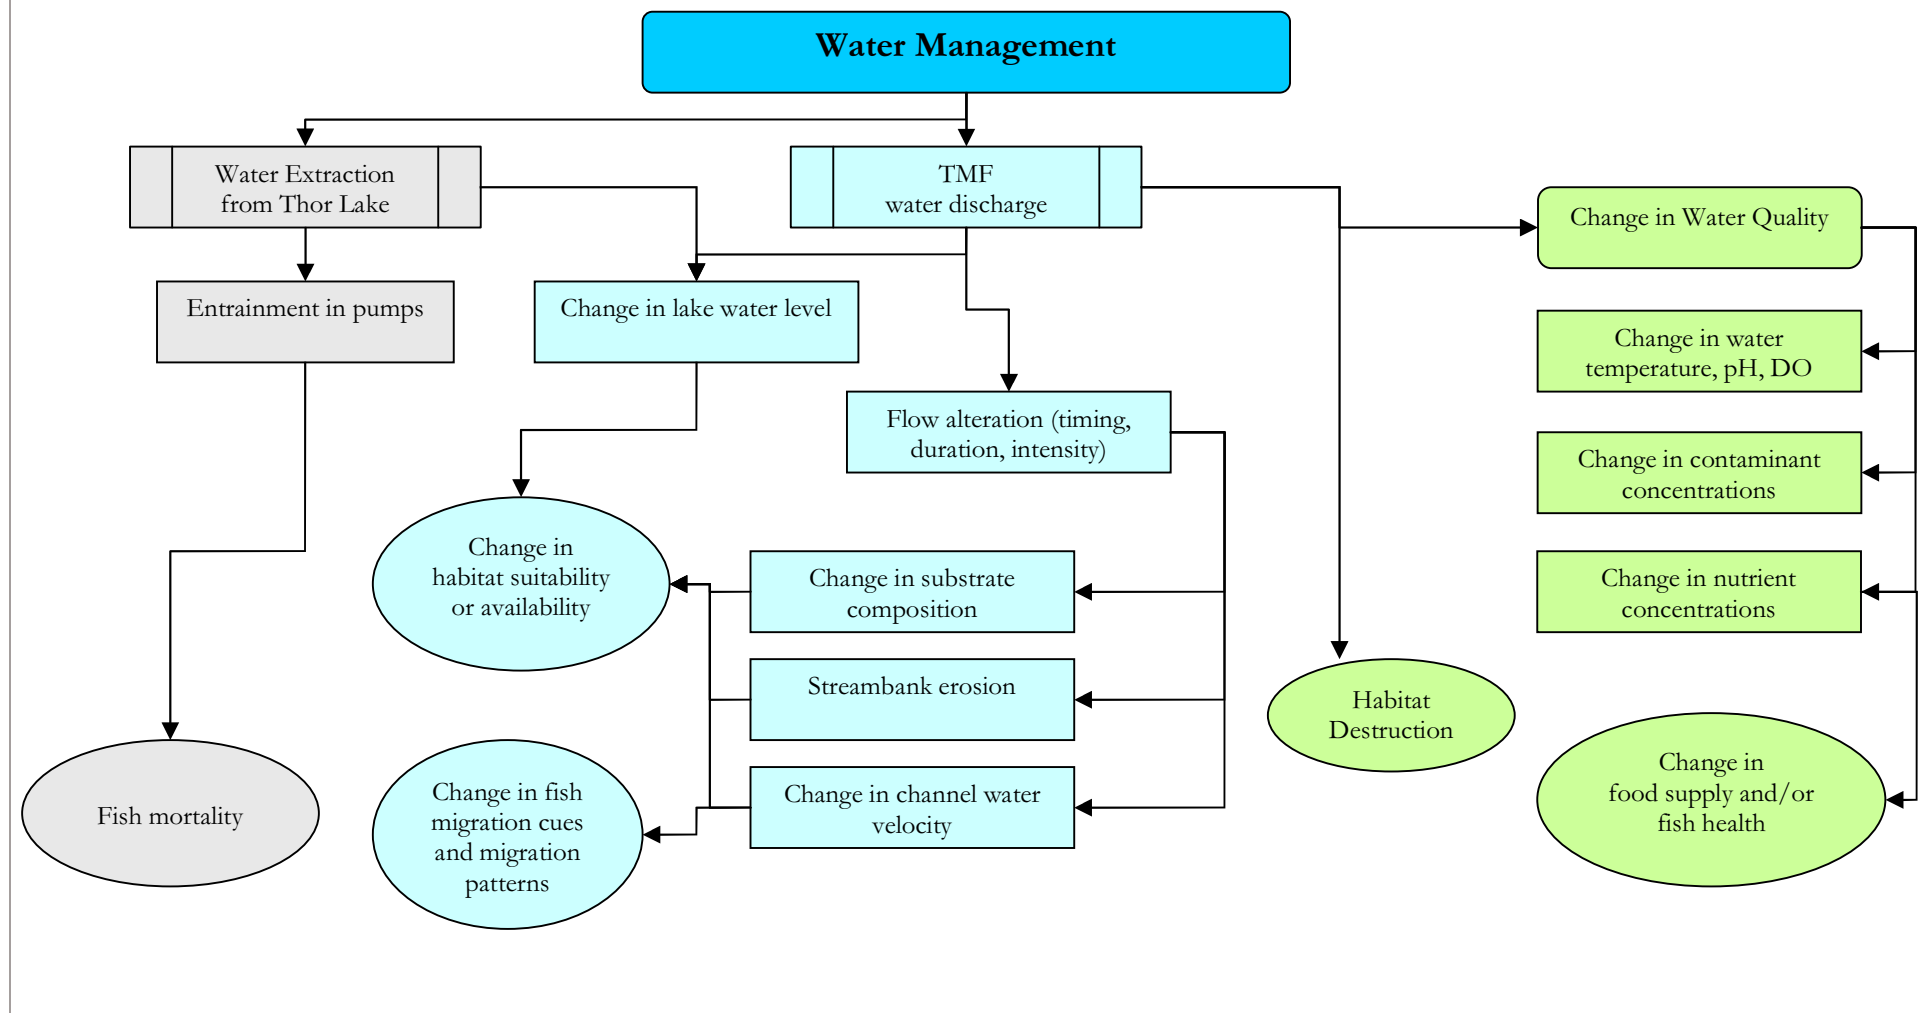 Water Management
Water Extraction
from Thor Lake
TMF
water discharge
Change in Water Quality
Entrainment in pumps
Change in lake water level
Change in water
temperature, pH, DO
Flow alteration (timing,
duration, intensity)
Change in contaminant
concentrations
Change in
habitat suitability
or availability
Change in substrate
composition
Change in nutrient
concentrations
Streambank erosion
Habitat
Destruction
Fish mortality
Change in fish
migration cues
and migration
patterns
Change in channel water
velocity
Change in
food supply and/or
fish health